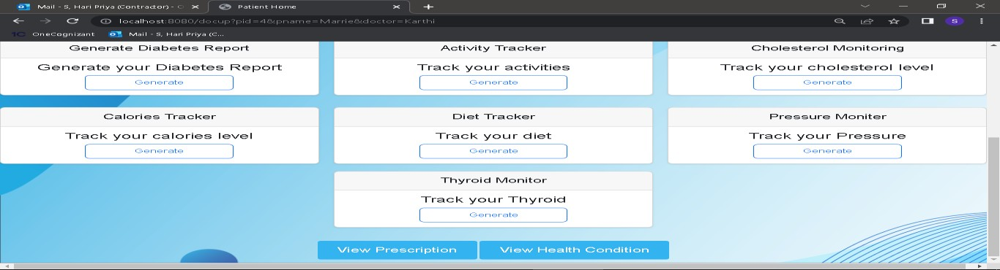 Mail - S, Hari Priya (Contractor) - O
Patient Home
localhost:8080/docup?pid=4&pname=Marrie&doctor=Karthi
S
1C OneCognizant Mail - S, Hari Priya (C...
Generate Diabetes Report Activity Tracker Cholesterol Monitoring
Generate your Diabetes Report Track your activities Track your cholesterol level
Generate Generate Generate
Calories Tracker Diet Tracker Pressure Moniter
Track your calories level Track your diet Track your Pressure
Generate Generate Generate
Thyroid Monitor
Track your Thyroid
Generate
View Prescription View Health Condition